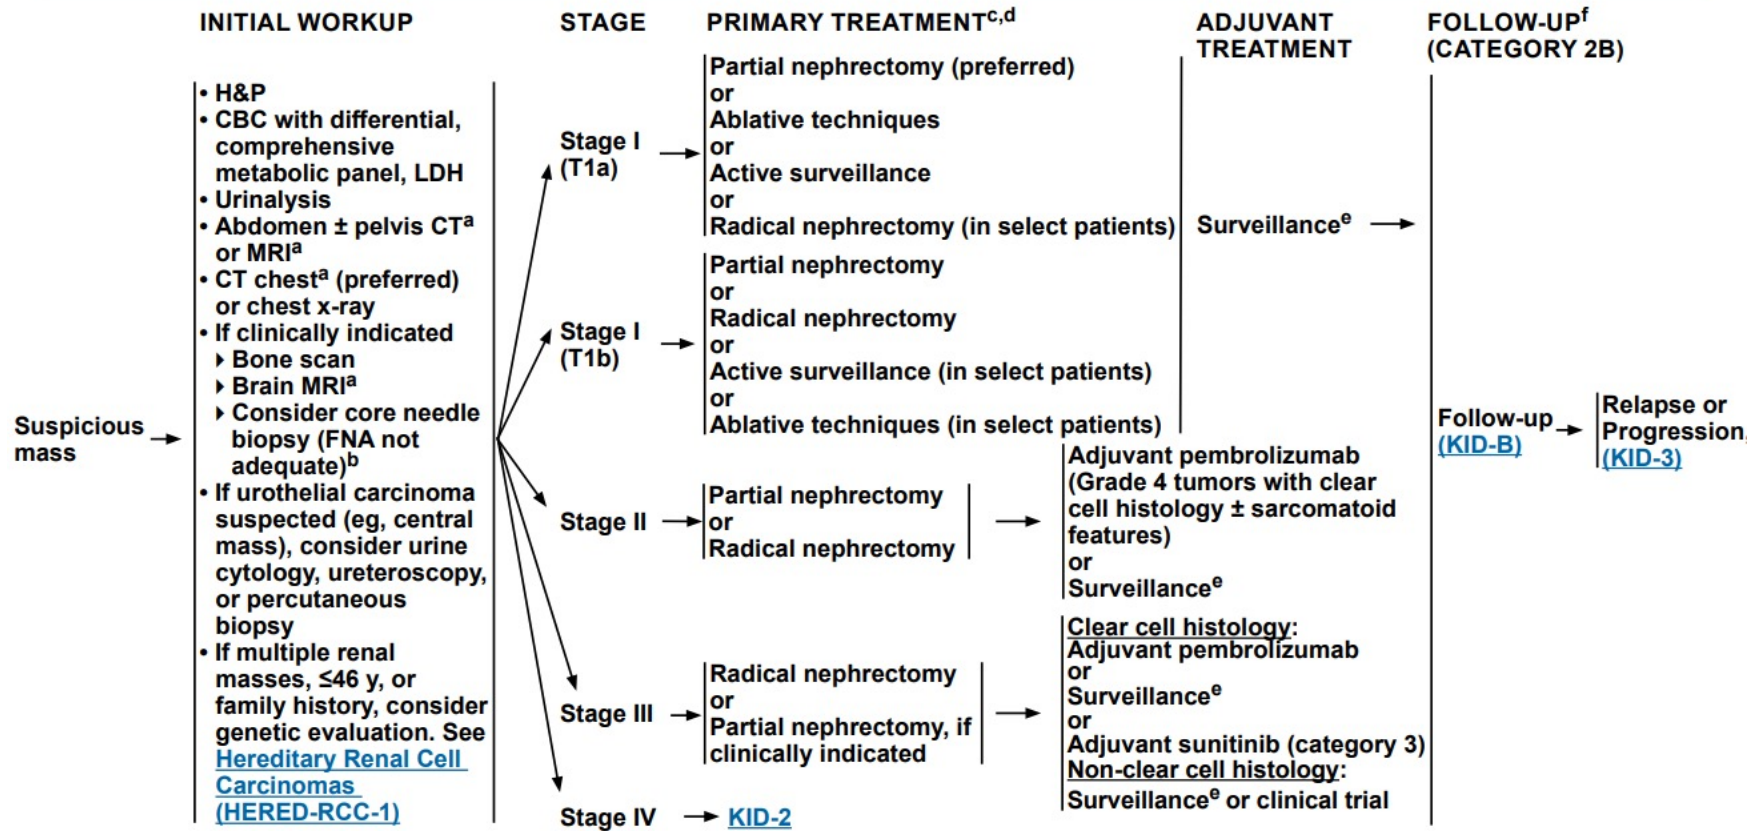 INITIAL WORKUP
STAGE
PRIMARY TREATMENTc,d
ADJUVANT
TREATMENT
FOLLOW-UPf
(CATEGORY 2B)
Suspicious
mass
• H&P
• CBC with differential,
comprehensive
metabolic panel, LDH
• Urinalysis
• Abdomen ± pelvis CTa
or MRIa
• CT chesta (preferred)
or chest x-ray
• If clinically indicated
Bone scan
Brain MRIa
Consider core needle
biopsy (FNA not
adequate)b
• If urothelial carcinoma
suspected (eg, central
mass), consider urine
cytology, ureteroscopy,
or percutaneous
biopsy
• If multiple renal
masses, ≤46 y, or
family history, consider
genetic evaluation. See
Hereditary Renal Cell
Carcinomas
(HERED-RCC-1)
Stage I
(T1a)
Partial nephrectomy (preferred)
or
Ablative techniques
or
Active surveillance
or
Radical nephrectomy (in select patients)
Stage I
(T1b)
Partial nephrectomy
or
Radical nephrectomy
or
Active surveillance (in select patients)
or
Ablative techniques (in select patients)
Surveillancee
Stage II
Partial nephrectomy
or
Radical nephrectomy
Adjuvant pembrolizumab
(Grade 4 tumors with clear
cell histology ± sarcomatoid
features)
or
Surveillancee
Stage III
Radical nephrectomy
or
Partial nephrectomy, if
clinically indicated
Clear cell histology:
Adjuvant pembrolizumab
or
Surveillancee
or
Adjuvant sunitinib (category 3)
Non-clear cell histology:
Surveillancee or clinical trial
Stage IV
KID-2
Follow-up
(KID-B)
Relapse or
Progression,
(KID-3)